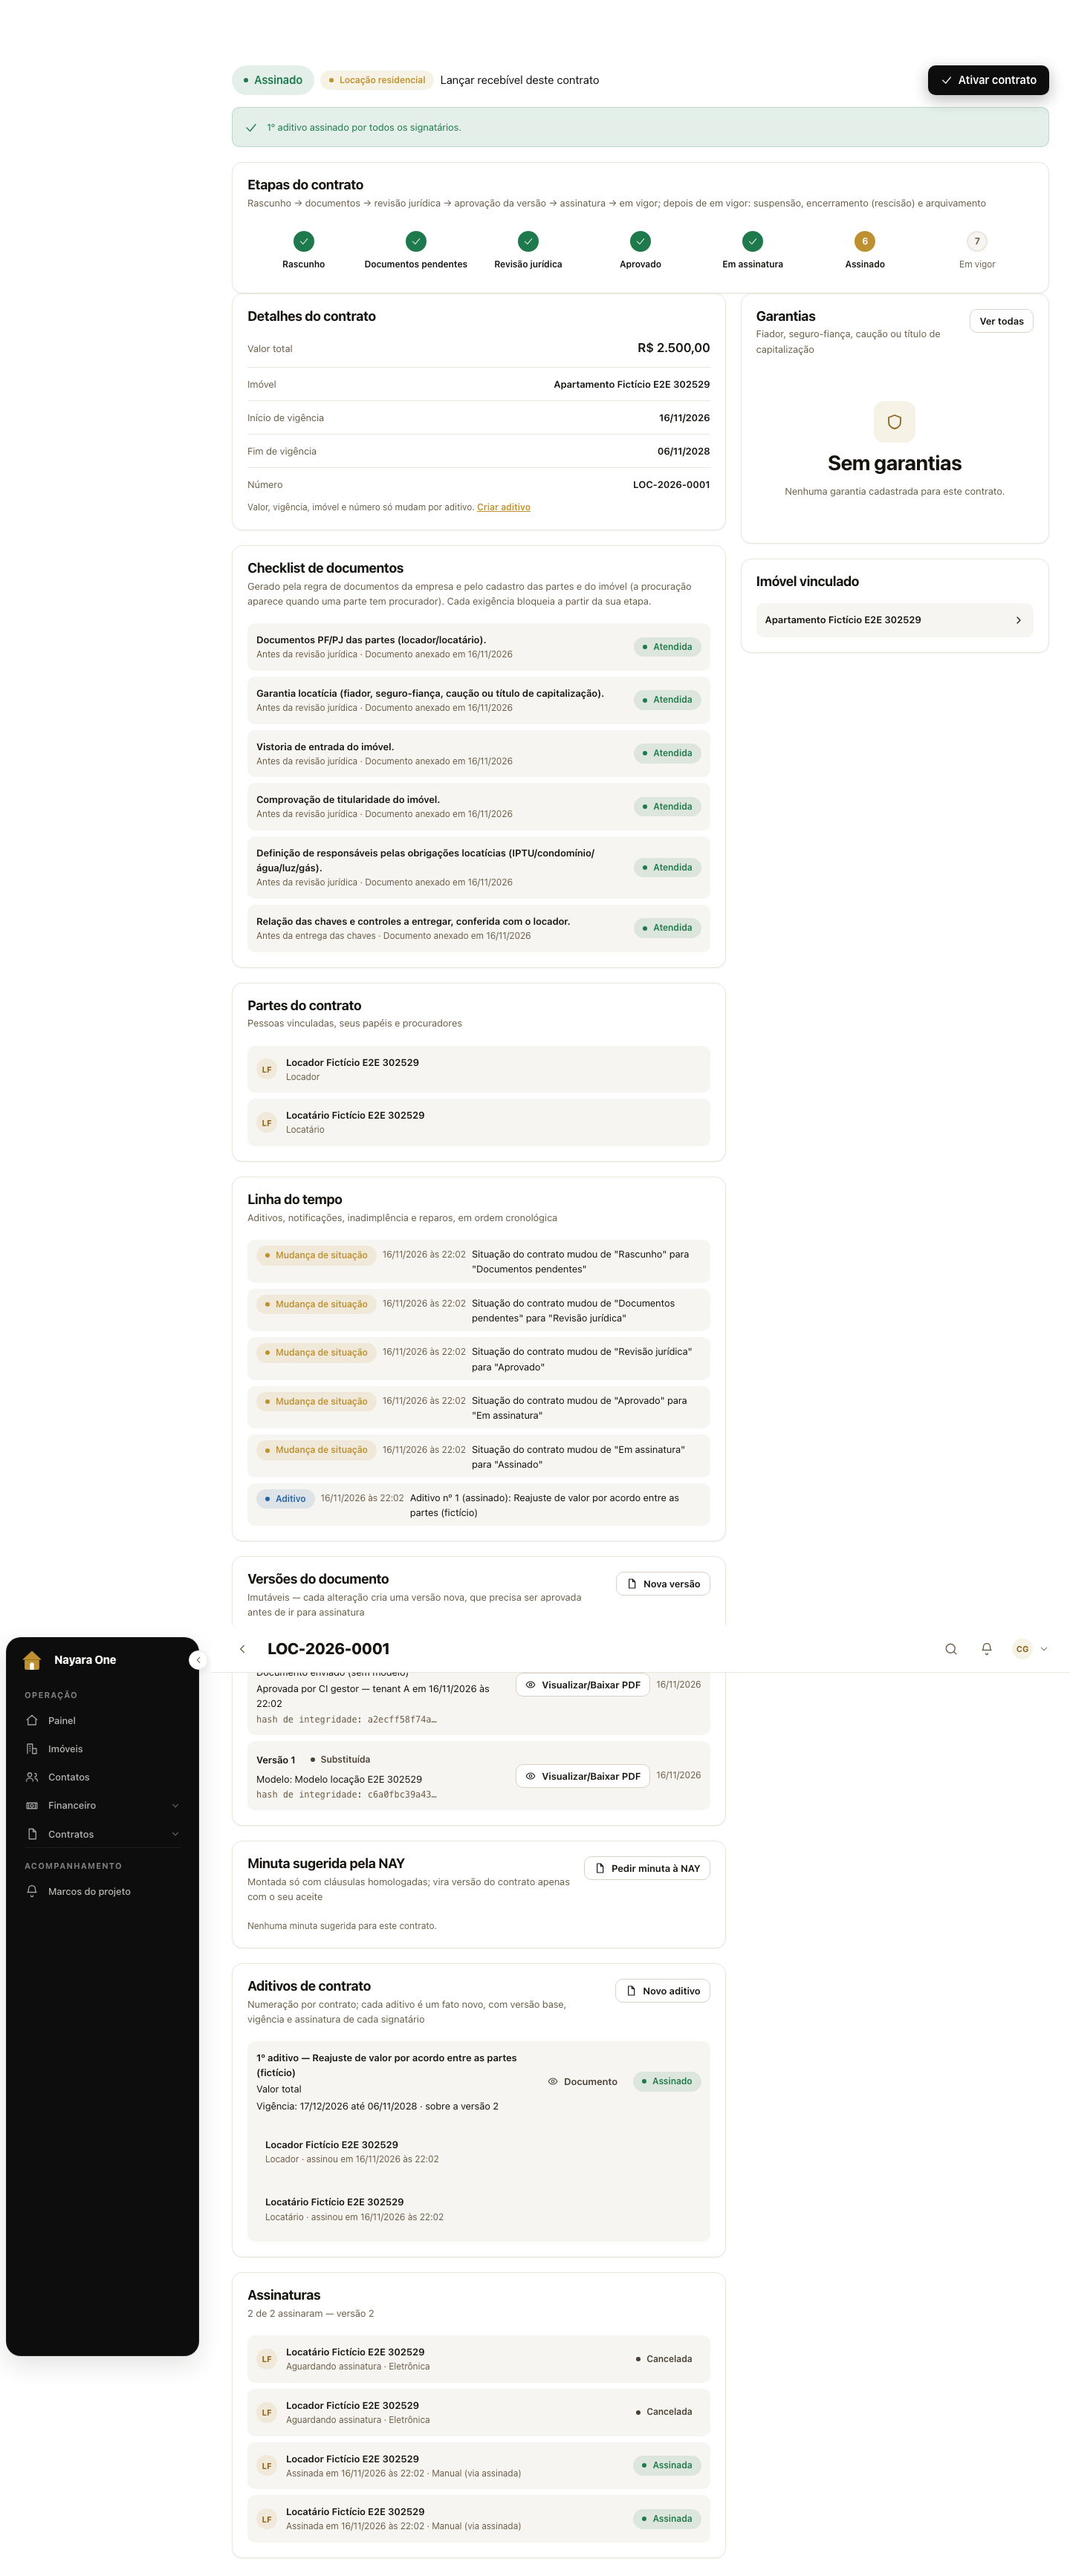 Assinado
Locação residencial
Lançar recebível deste contrato
Ativar contrato
1º aditivo assinado por todos os signatários.
Etapas do contrato
Rascunho → documentos → revisão jurídica → aprovação da versão → assinatura → em vigor; depois de em vigor: suspensão, encerramento (rescisão) e arquivamento
6
7
Rascunho
Documentos pendentes
Revisão jurídica
Aprovado
Em assinatura
Assinado
Em vigor
Detalhes do contrato
Valor total
R$ 2.500,00
Imóvel
Apartamento Fictício E2E 302529
Início de vigência
16/11/2026
Fim de vigência
06/11/2028
Número
LOC-2026-0001
Valor, vigência, imóvel e número só mudam por aditivo. Criar aditivo
Garantias
Ver todas
Fiador, seguro-fiança, caução ou título de
capitalização
Sem garantias
Nenhuma garantia cadastrada para este contrato.
Imóvel vinculado
Apartamento Fictício E2E 302529
Checklist de documentos
Gerado pela regra de documentos da empresa e pelo cadastro das partes e do imóvel (a procuração
aparece quando uma parte tem procurador). Cada exigência bloqueia a partir da sua etapa.
Documentos PF/PJ das partes (locador/locatário).
Antes da revisão jurídica · Documento anexado em 16/11/2026
Atendida
Garantia locatícia (fiador, seguro-fiança, caução ou título de capitalização).
Antes da revisão jurídica · Documento anexado em 16/11/2026
Atendida
Vistoria de entrada do imóvel.
Antes da revisão jurídica · Documento anexado em 16/11/2026
Atendida
Comprovação de titularidade do imóvel.
Antes da revisão jurídica · Documento anexado em 16/11/2026
Atendida
Definição de responsáveis pelas obrigações locatícias (IPTU/condomínio/
água/luz/gás).
Antes da revisão jurídica · Documento anexado em 16/11/2026
Atendida
Relação das chaves e controles a entregar, conferida com o locador.
Antes da entrega das chaves · Documento anexado em 16/11/2026
Atendida
Partes do contrato
Pessoas vinculadas, seus papéis e procuradores
LF
Locador Fictício E2E 302529
Locador
LF
Locatário Fictício E2E 302529
Locatário
Linha do tempo
Aditivos, notificações, inadimplência e reparos, em ordem cronológica
Mudança de situação
16/11/2026 às 22:02
Situação do contrato mudou de "Rascunho" para
"Documentos pendentes"
Mudança de situação
16/11/2026 às 22:02
Situação do contrato mudou de "Documentos
pendentes" para "Revisão jurídica"
Mudança de situação
16/11/2026 às 22:02
Situação do contrato mudou de "Revisão jurídica"
para "Aprovado"
Mudança de situação
16/11/2026 às 22:02
Situação do contrato mudou de "Aprovado" para
"Em assinatura"
Mudança de situação
16/11/2026 às 22:02
Situação do contrato mudou de "Em assinatura"
para "Assinado"
Aditivo
16/11/2026 às 22:02
Aditivo nº 1 (assinado): Reajuste de valor por acordo entre as
partes (fictício)
Versões do documento
Nova versão
Imutáveis — cada alteração cria uma versão nova, que precisa ser aprovada
antes de ir para assinatura
Nayara One
OPERAÇÃO
Painel
Imóveis
Contatos
Financeiro
Contratos
ACOMPANHAMENTO
Marcos do projeto
LOC-2026-0001
CG
Documento enviado (sem modelo)
Aprovada por CI gestor — tenant A em 16/11/2026 às
22:02
hash de integridade: a2ecff58f74a…
Visualizar/Baixar PDF
16/11/2026
Versão 1
Substituída
Modelo: Modelo locação E2E 302529
hash de integridade: c6a0fbc39a43…
Visualizar/Baixar PDF
16/11/2026
Minuta sugerida pela NAY
Pedir minuta à NAY
Montada só com cláusulas homologadas; vira versão do contrato apenas
com o seu aceite
Nenhuma minuta sugerida para este contrato.
Aditivos de contrato
Novo aditivo
Numeração por contrato; cada aditivo é um fato novo, com versão base,
vigência e assinatura de cada signatário
1º aditivo — Reajuste de valor por acordo entre as partes
(fictício)
Valor total
Vigência: 17/12/2026 até 06/11/2028 · sobre a versão 2
Documento
Assinado
Locador Fictício E2E 302529
Locador · assinou em 16/11/2026 às 22:02
Locatário Fictício E2E 302529
Locatário · assinou em 16/11/2026 às 22:02
Assinaturas
2 de 2 assinaram — versão 2
LF
Locatário Fictício E2E 302529
Aguardando assinatura · Eletrônica
Cancelada
LF
Locador Fictício E2E 302529
Aguardando assinatura · Eletrônica
Cancelada
LF
Locador Fictício E2E 302529
Assinada em 16/11/2026 às 22:02 · Manual (via assinada)
Assinada
LF
Locatário Fictício E2E 302529
Assinada em 16/11/2026 às 22:02 · Manual (via assinada)
Assinada